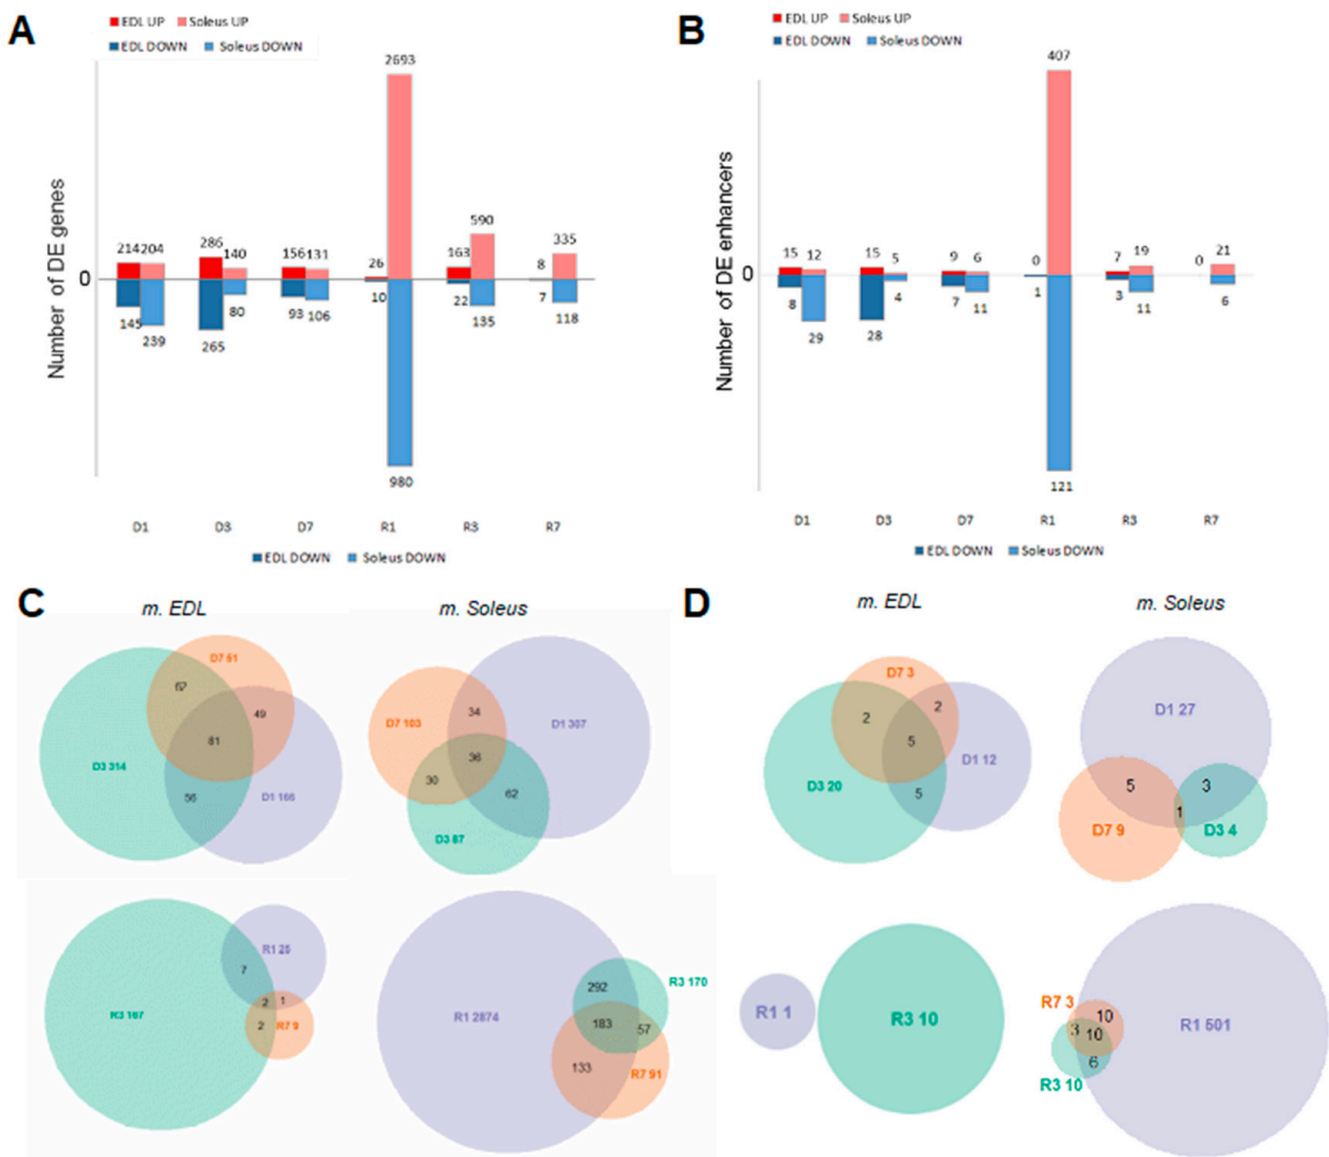 A
EDL UP Soleus UP
EDL DOWN Soleus DOWN
2693
590
335
286
214 204
140
156 131
163
26
8
0
10
22
7
145
239
265
80
93 106
135
118
980
Number of DE genes
D1 D3 D7 R1 R3 R7
EDL DOWN Soleus DOWN
B
EDL UP Soleus UP
EDL DOWN Soleus DOWN
407
15 12 15 5 9 6 0 7 19 0 21
0
8 29 28 4 7 11 1 3 11 6
121
Number of DE enhancers
D1 D3 D7 R1 R3 R7
EDL DOWN Soleus DOWN
C
m. EDL
D7 51
49
81
D3 314
56
D1 166
m. Soleus
D7 103
34
D1 307
36
30
62
D3 87
R1 25
7
2 1
R3 167
2 R7 9
R3 170
292
R1 2874
183
57
133
R7 91
D
m. EDL
D7 3
2
2
5
D1 12
D3 20
5
m. Soleus
D1 27
5
3
1
D7 9
D3 4
R1 1
R3 10
R7 3
10
3
10
R1 501
6
R3 10